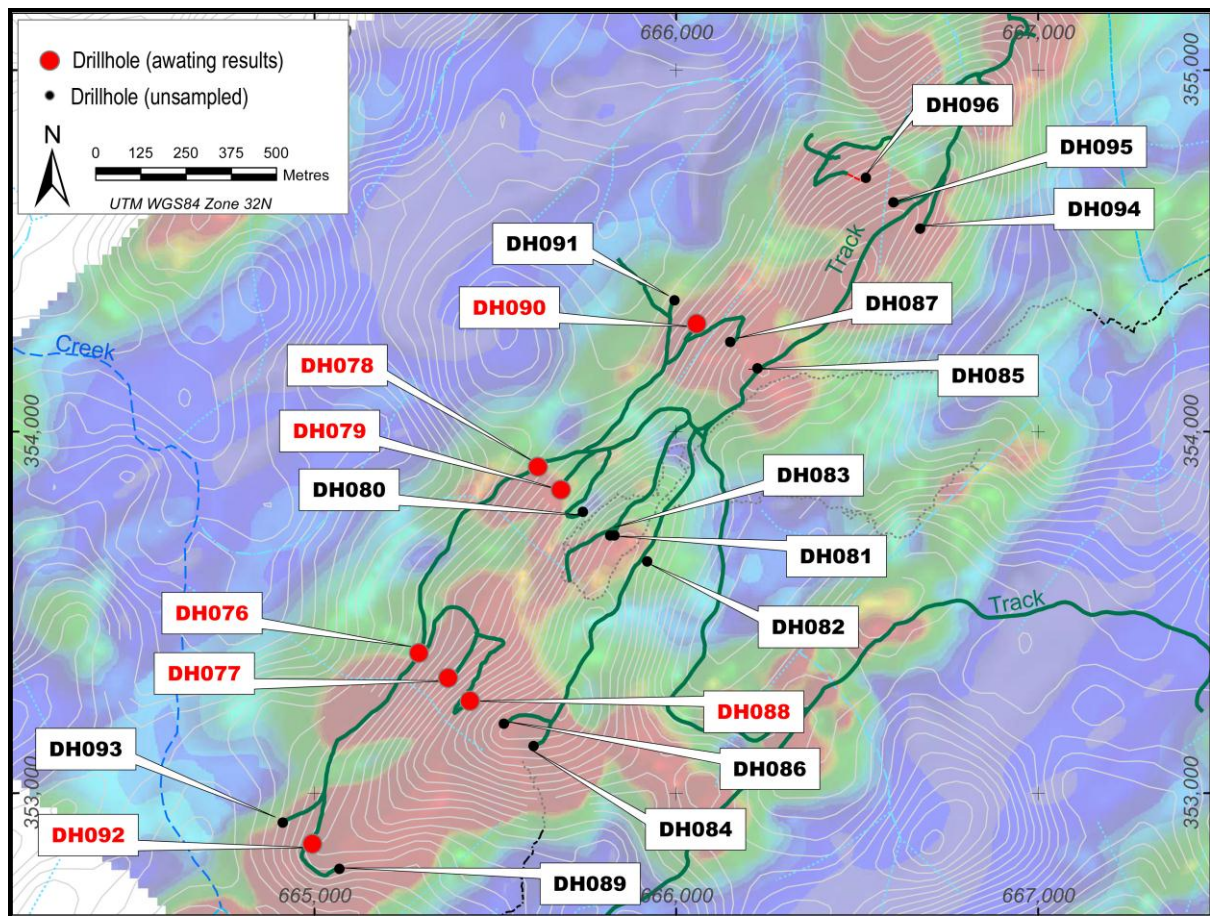 666,000
667,000
Drillhole (awating results)
Drillhole (unsampled)
N
0 125 250 375 500
Metres
UTM WGS84 Zone 32N
355,000
355,000
DH096
DH095
DH094
Track
DH091
DH090
DH087
DH085
Creek
DH078
DH079
DH080
354,000
354,000
DH083
DH081
DH082
DH076
DH077
DH088
Track
DH086
DH084
DH093
DH092
DH089
353,000
353,000
665,000
666,000
667,000